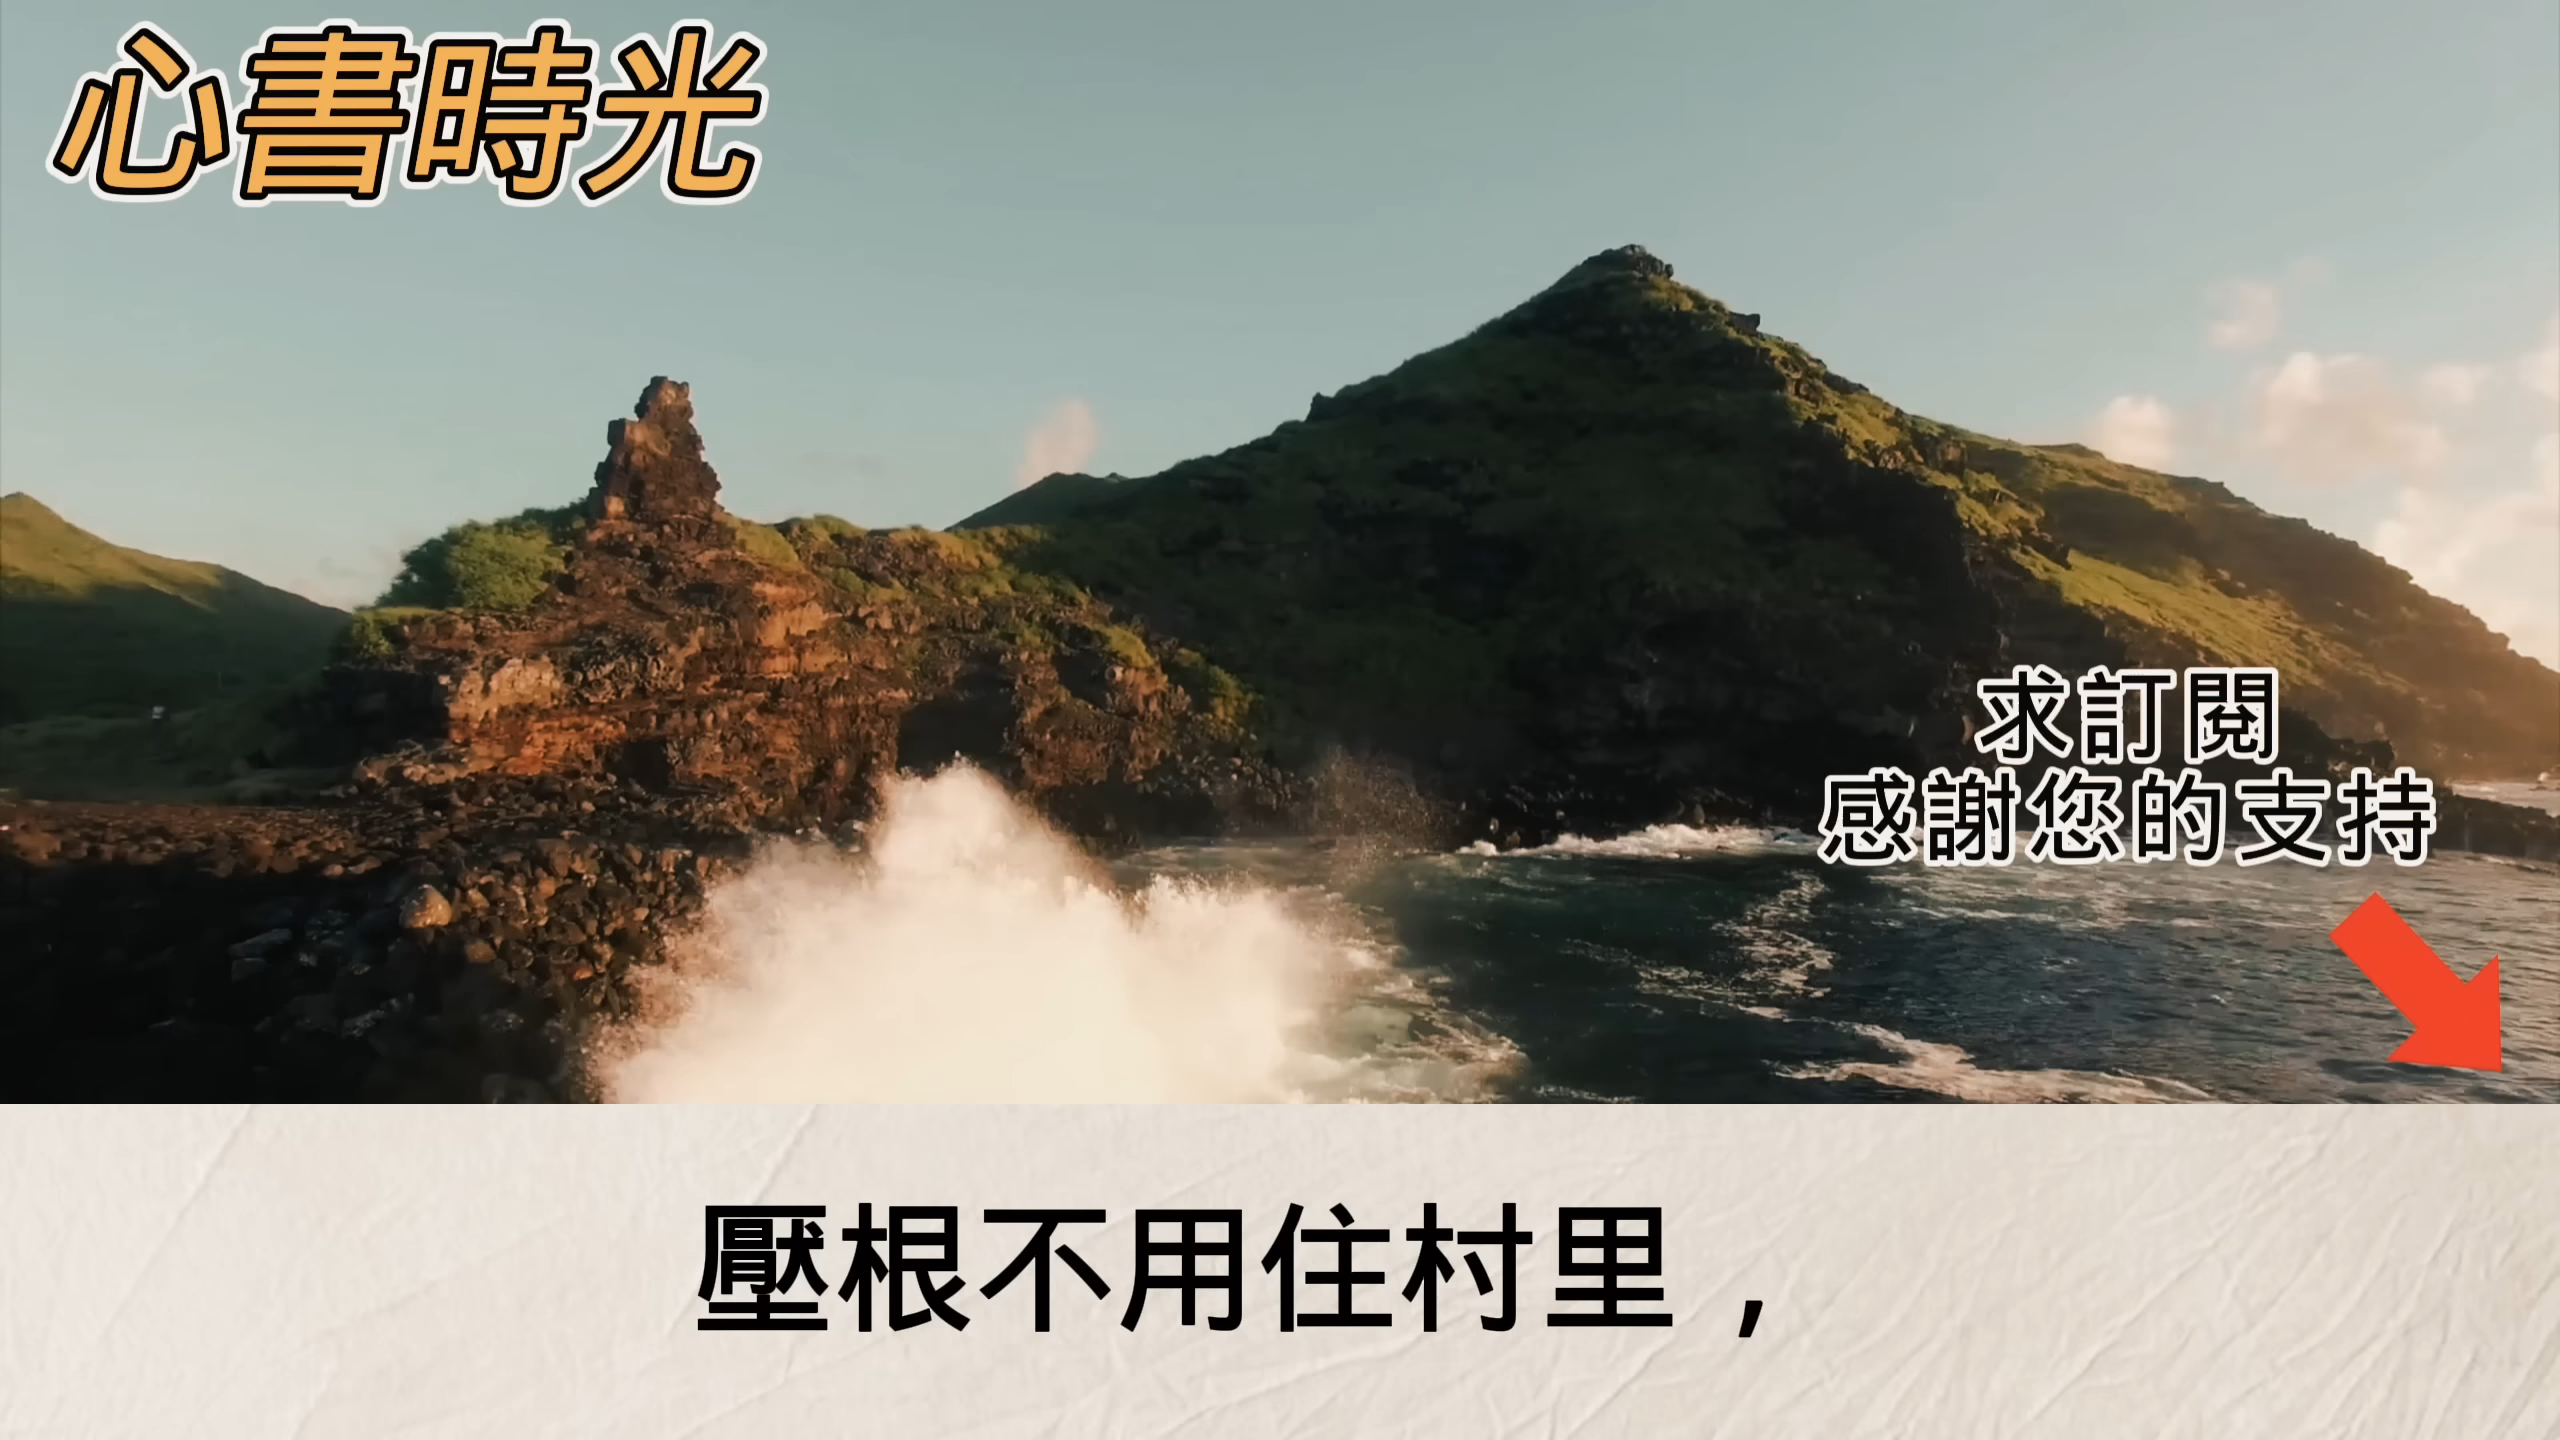 心書時光
求訂閱
感謝您的支持
壓根不用住村里，